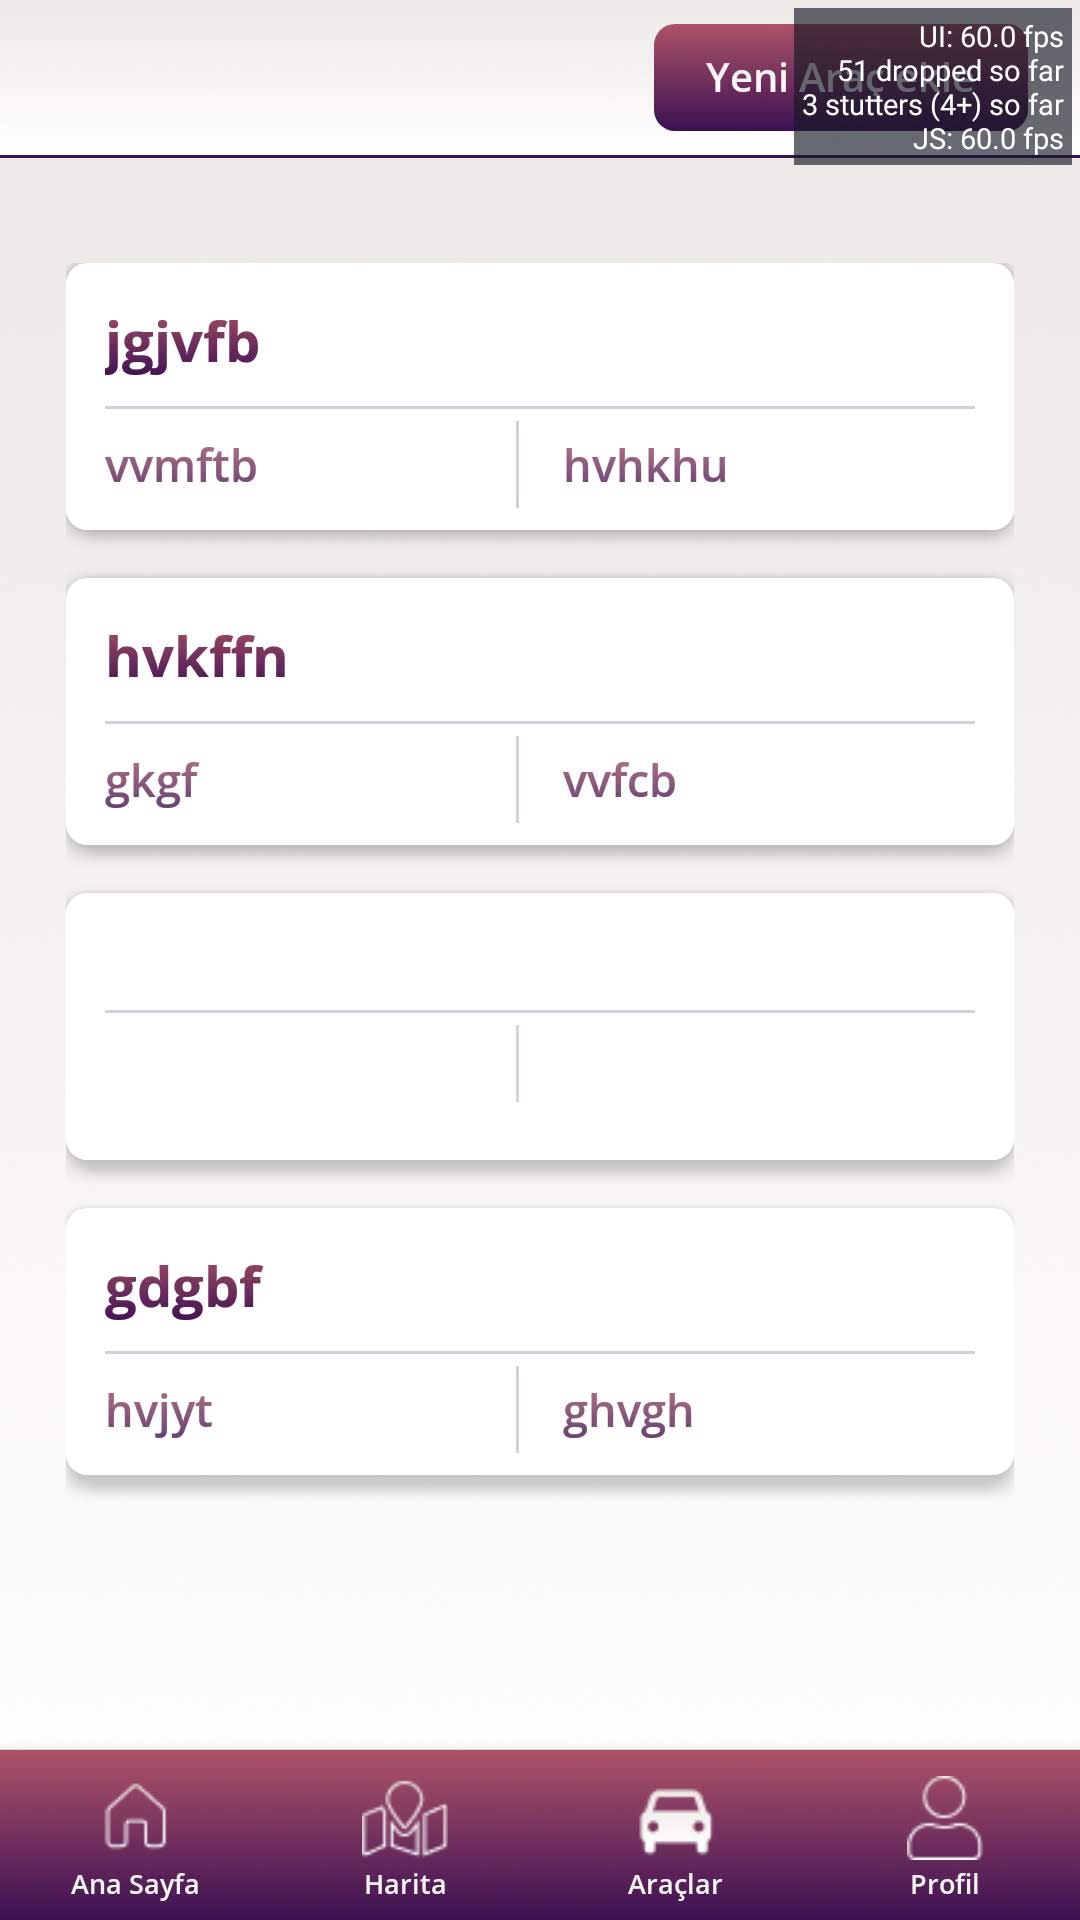 Yeni Araç ekle
UI: 60.0 fps
51 dropped so far
3 stutters (4+) so far
JS: 60.0 fps
jgjvfb
vvmftb hvhkhu
hvkffn
gkgf vvfcb
gdgbf
hvjyt ghvgh
Ana Sayfa Harita Araçlar Profil